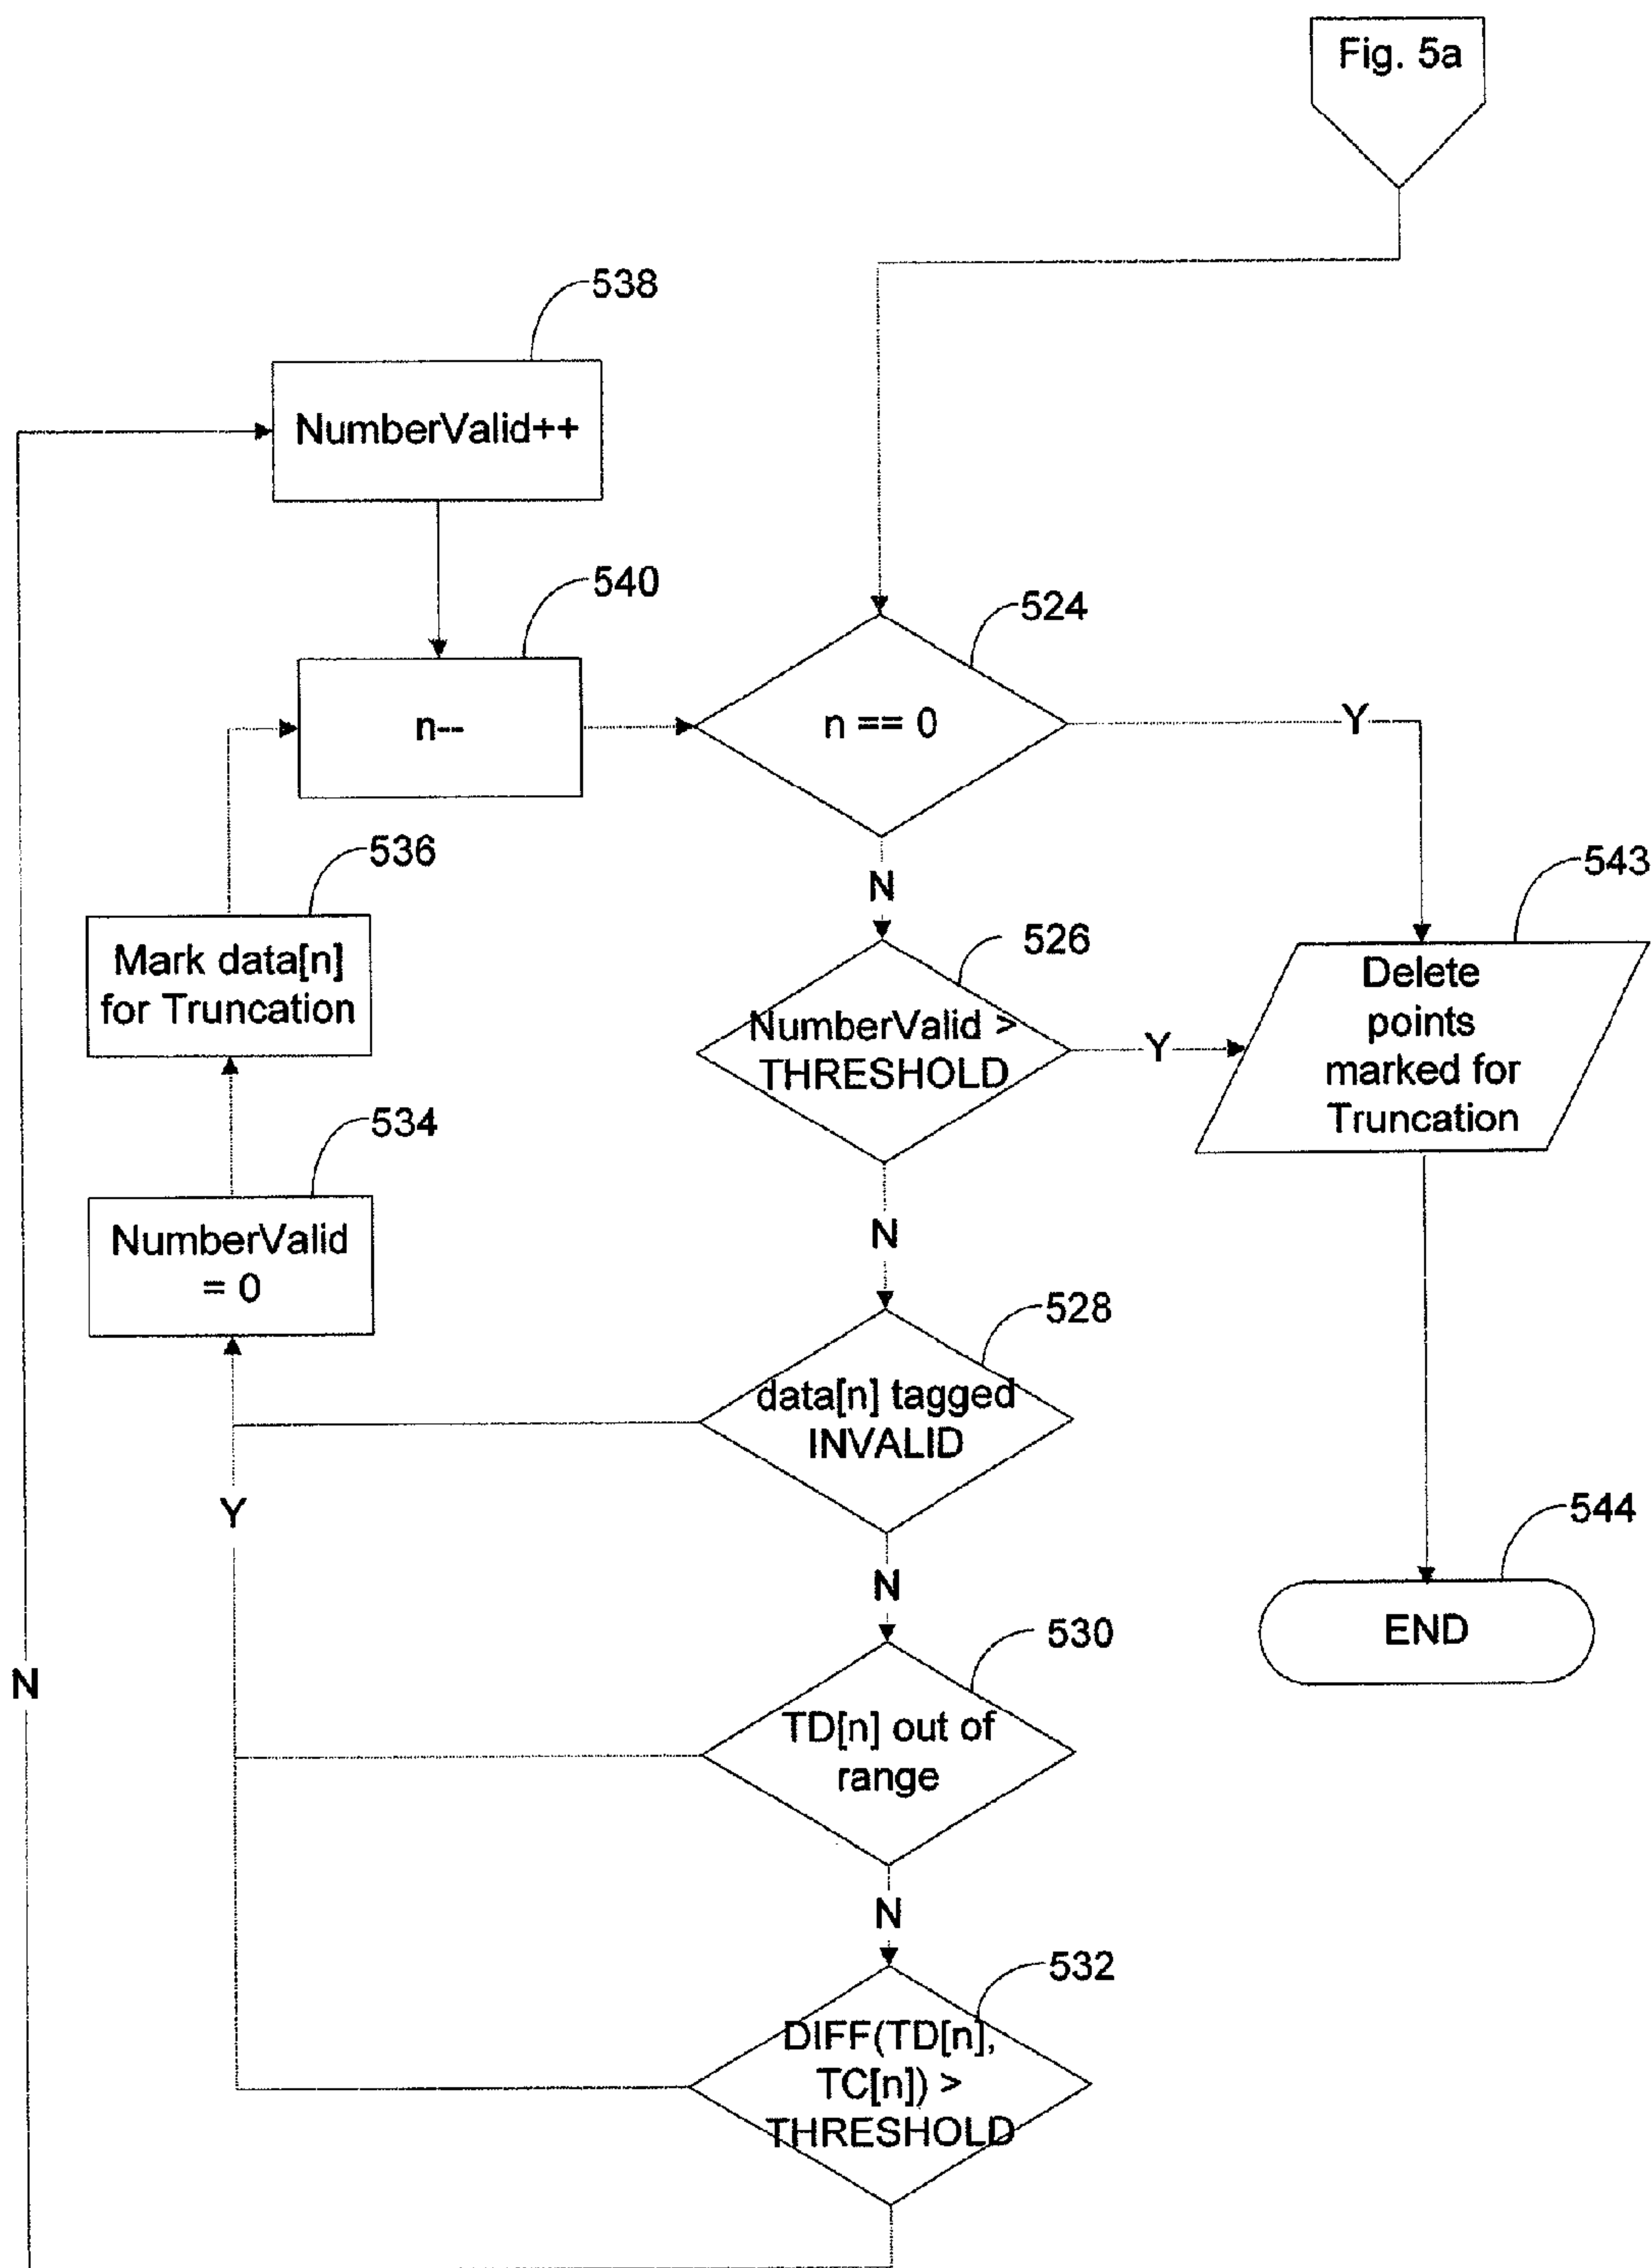 Fig. 5a
538
NumberValid++
540
n--
524
n == 0
Y
N
536
Mark data[n]
for Truncation
526
NumberValid >
THRESHOLD
Y
543
Delete
points
marked for
Truncation
534
NumberValid
= 0
N
528
data[n] tagged
INVALID
Y
N
544
END
530
TD[n] out of
range
N
N
532
DIFF(TD[n],
TC[n]) >
THRESHOLD